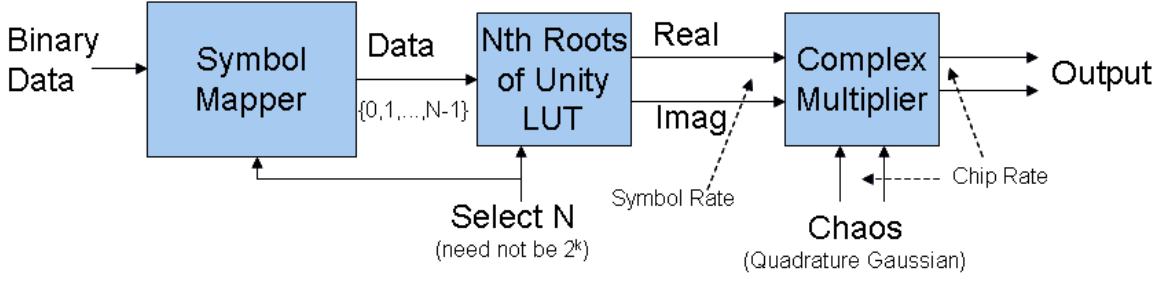 Binary
Data
Symbol
Mapper
Data
{0,1,...,N-1}
Nth Roots
of Unity
LUT
Real
Imag
Symbol Rate
Complex
Multiplier
Output
Chip Rate
Select N
(need not be 2ᵏ)
Chaos
(Quadrature Gaussian)